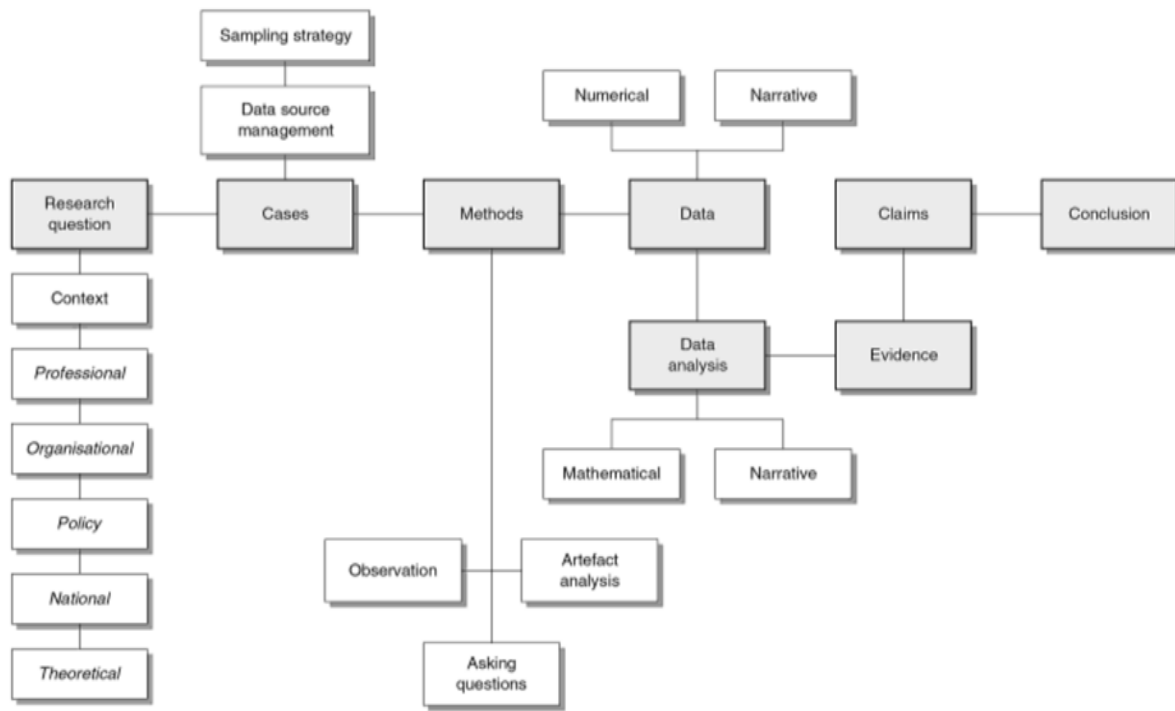 Sampling strategy
Data source
management
Numerical
Narrative
Research
question
Cases
Methods
Data
Claims
Conclusion
Context
Professional
Organisational
Policy
National
Theoretical
Data
analysis
Evidence
Mathematical
Narrative
Observation
Artefact
analysis
Asking
questions